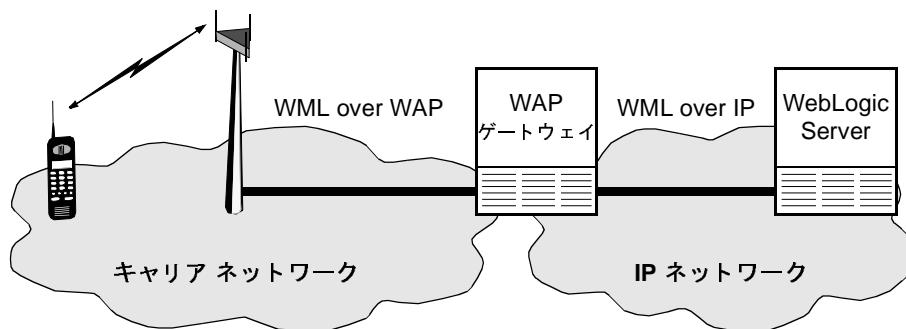 WML over WAP
WAP
ゲートウェイ
WML over IP
WebLogic
Server
キャリア ネットワーク
IP ネットワーク